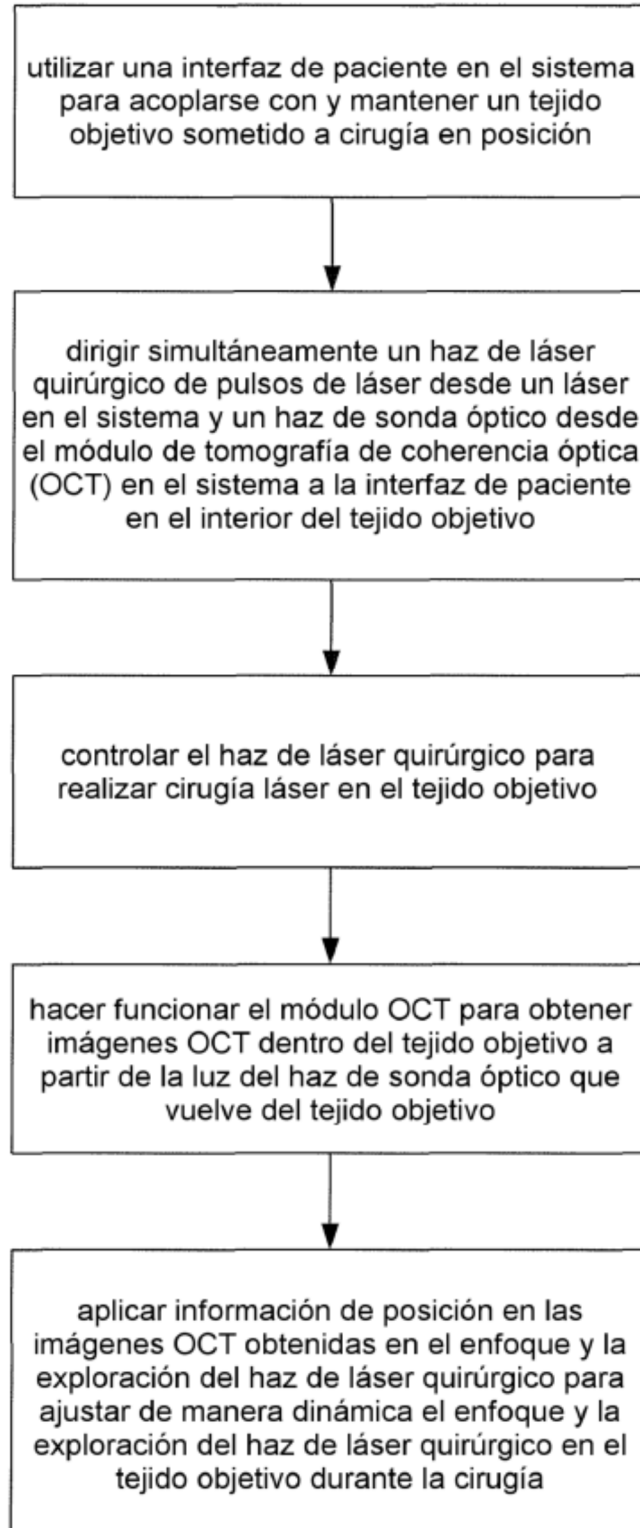 utilizar una interfaz de paciente en el sistema
para acoplarse con y mantener un tejido
objetivo sometido a cirugía en posición
dirigir simultáneamente un haz de láser
quirúrgico de pulsos de láser desde un láser
en el sistema y un haz de sonda óptico desde
el módulo de tomografía de coherencia óptica
(OCT) en el sistema a la interfaz de paciente
en el interior del tejido objetivo
controlar el haz de láser quirúrgico para
realizar cirugía láser en el tejido objetivo
hacer funcionar el módulo OCT para obtener
imágenes OCT dentro del tejido objetivo a
partir de la luz del haz de sonda óptico que
vuelve del tejido objetivo
aplicar información de posición en las
imágenes OCT obtenidas en el enfoque y la
exploración del haz de láser quirúrgico para
ajustar de manera dinámica el enfoque y la
exploración del haz de láser quirúrgico en el
tejido objetivo durante la cirugía